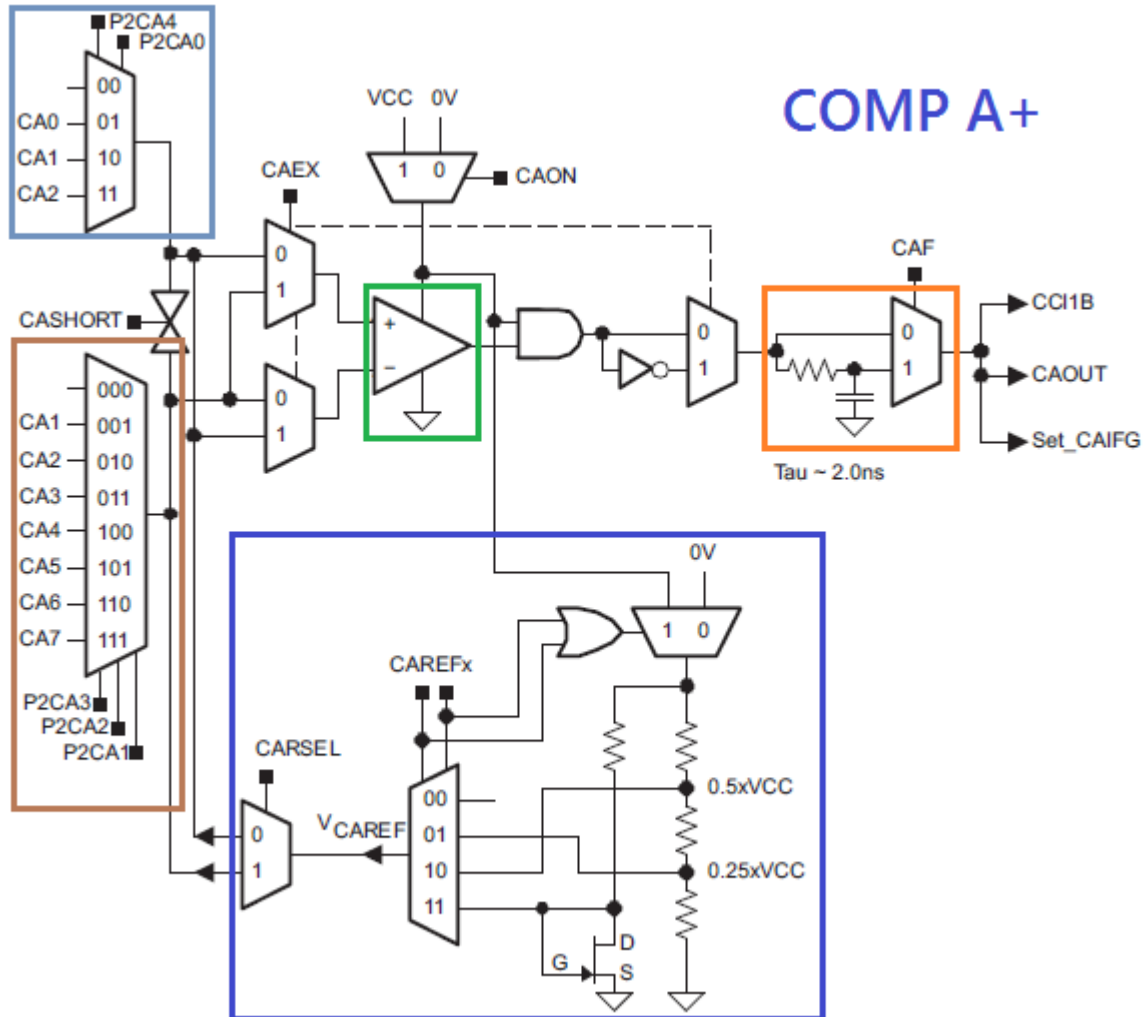 P2CA4
P2CA0
00
CA0 01
CA1 10
CA2 11
COMP A+
VCC 0V
1 0
CAON
CAEX
0
1
CASHORT
+
−
0
1
0
1
CAF
0
1
CCI1B
CAOUT
Set_CAIFG
Tau ~ 2.0ns
000
CA1 001
CA2 010
CA3 011
CA4 100
CA5 101
CA6 110
CA7 111
P2CA3
P2CA2
P2CA1
0V
1 0
CAREFx
CARSEL
0
1
VCAREF
00
01
10
11
0.5xVCC
0.25xVCC
D
G
S